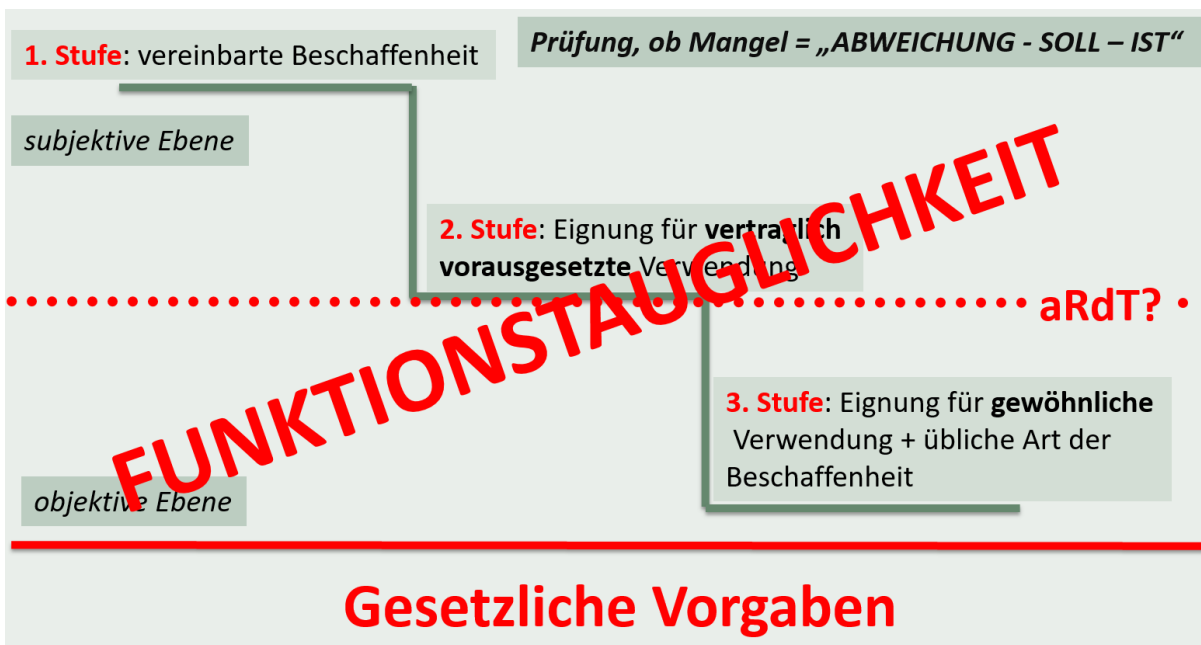 1. Stufe: vereinbarte Beschaffenheit
Prüfung, ob Mangel = „ABWEICHUNG - SOLL – IST“
subjektive Ebene
2. Stufe: Eignung für vertraglich
vorausgesetzte Verwendung
FUNKTIONSTAUGLICHKEIT
aRdT?
3. Stufe: Eignung für gewöhnliche
Verwendung + übliche Art der
Beschaffenheit
objektive Ebene
Gesetzliche Vorgaben